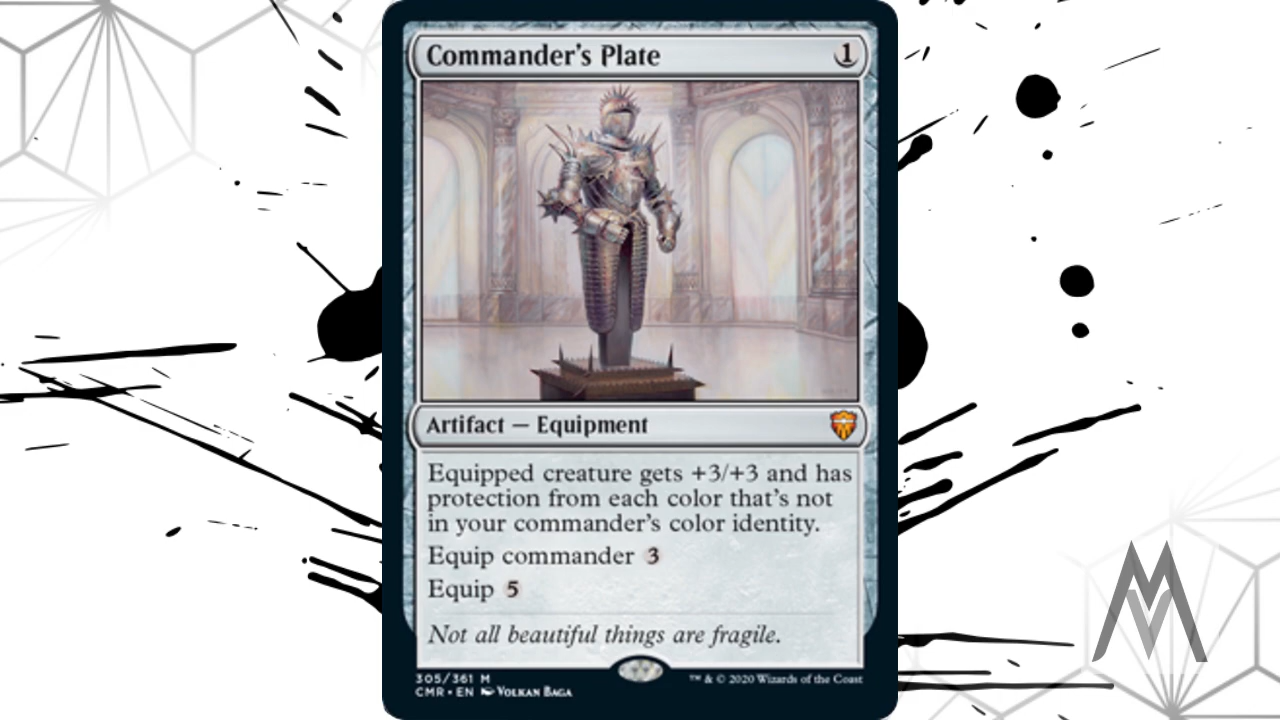 Commander's Plate 1
Artifact — Equipment
Equipped creature gets +3/+3 and has
protection from each color that's not
in your commander's color identity.
Equip commander 3
Equip 5
Not all beautiful things are fragile.
305/361 M
CMR • EN Volkan Baga
™ & © 2020 Wizards of the Coast